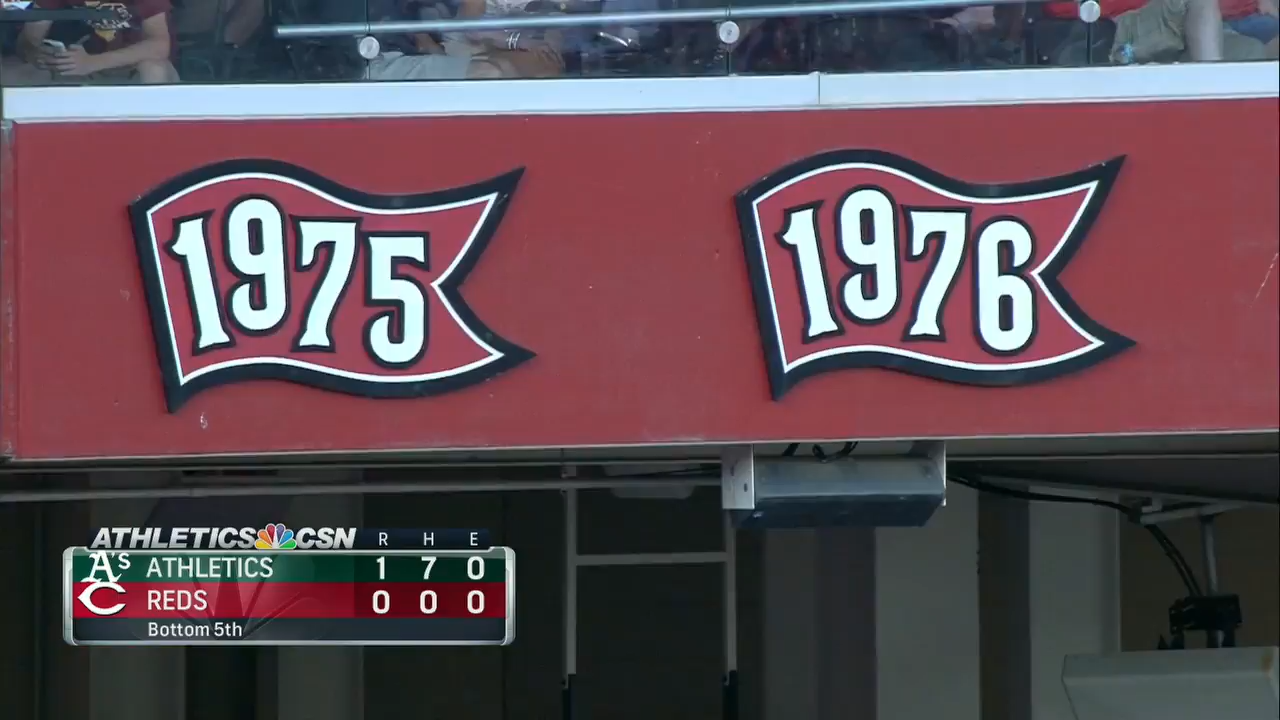 1975 1976
ATHLETICS CSN R H E
A's ATHLETICS 1 7 0
C REDS 0 0 0
Bottom 5th